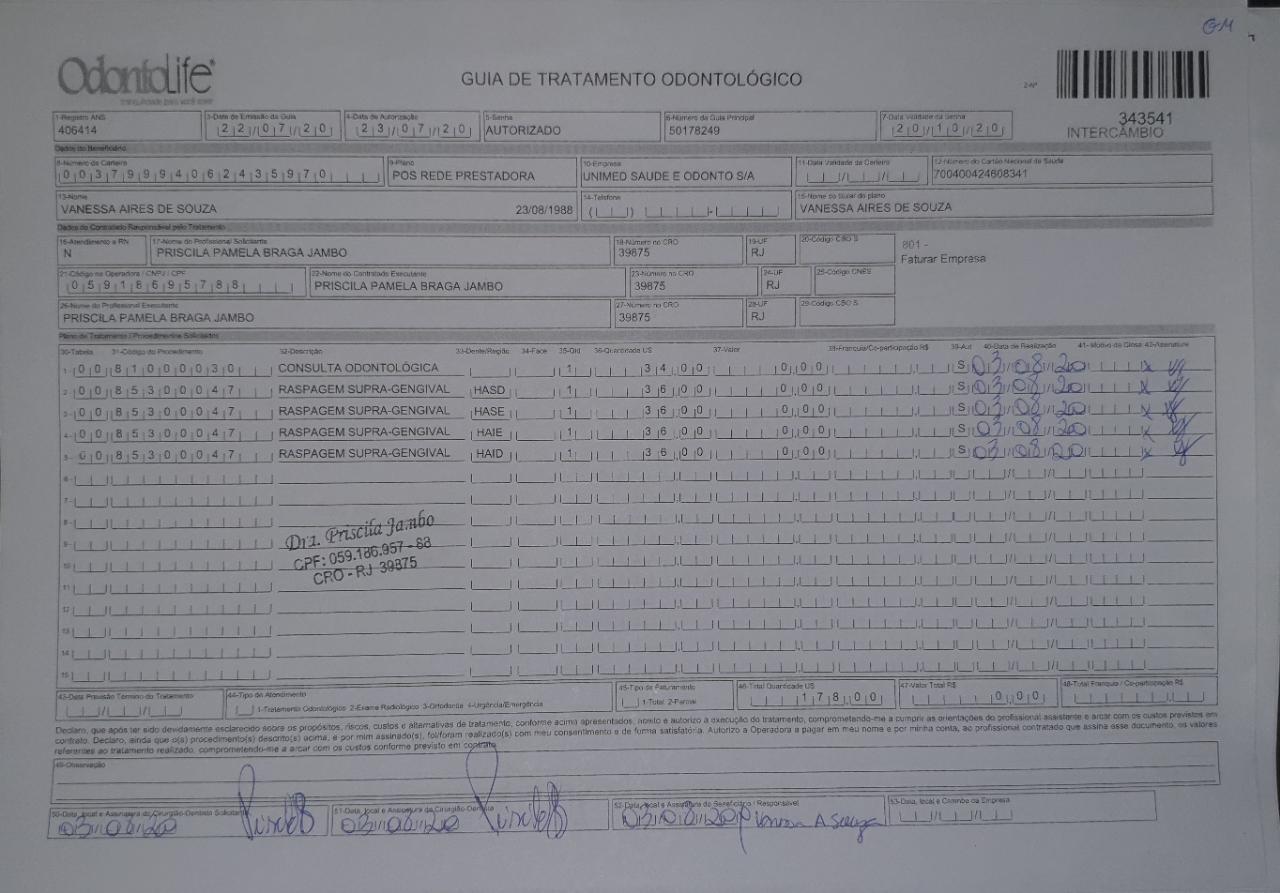 GM
OdontoLife®
GUIA DE TRATAMENTO ODONTOLÓGICO
2-Nº
343541
INTERCÂMBIO
1-Registro ANS
406414
3-Data de Emissão da Guia
22/07/20
4-Data de Autorização
23/07/20
5-Senha
AUTORIZADO
6-Número da Guia Principal
50178249
7-Data Validade da Senha
20/10/20
Dados do Beneficiário
8-Número da Carteira
00379994062435970
9-Plano
POS REDE PRESTADORA
10-Empresa
UNIMED SAUDE E ODONTO S/A
11-Data Validade da Carteira
12-Número do Cartão Nacional de Saúde
700400424608341
13-Nome
VANESSA AIRES DE SOUZA 23/08/1988
14-Telefone
15-Nome do titular do plano
VANESSA AIRES DE SOUZA
Dados do Contratado Responsável pelo Tratamento
16-Atendimento a RN
N
17-Nome do Profissional Solicitante
PRISCILA PAMELA BRAGA JAMBO
18-Número no CRO
39875
19-UF
RJ
20-Código CBO S
801 -
Faturar Empresa
21-Código na Operadora / CNPJ / CPF
05918695788
22-Nome do Contratado Executante
PRISCILA PAMELA BRAGA JAMBO
23-Número no CRO
39875
24-UF
RJ
25-Código CNES
26-Nome do Profissional Executante
PRISCILA PAMELA BRAGA JAMBO
27-Número no CRO
39875
28-UF
RJ
29-Código CBO S
Plano de Tratamento / Procedimentos Solicitados
30-Tabela 31-Código do Procedimento 32-Descrição 33-Dente/Região 34-Face 35-Qtd 36-Quantidade US 37-Valor 38-Franquia/Co-participação R$ 39-Aut 40-Data de Realização 41-Motivo da Glosa 42-Assinatura
1- 00 81000030 CONSULTA ODONTOLÓGICA 1 34,00 0,00 S 03/08/20 x
2- 00 85300047 RASPAGEM SUPRA-GENGIVAL HASD 1 36,00 0,00 S 03/08/20 x
3- 00 85300047 RASPAGEM SUPRA-GENGIVAL HASE 1 36,00 0,00 S 03/08/20 x
4- 00 85300047 RASPAGEM SUPRA-GENGIVAL HAIE 1 36,00 0,00 S 03/08/20 x
5- 00 85300047 RASPAGEM SUPRA-GENGIVAL HAID 1 36,00 0,00 S 03/08/20 x
6-
7-
8-
9-
10
11
12
13
14
15
Dra. Priscila Jambo
CPF: 059.186.957-88
CRO - RJ 39875
43-Data Previsão Término do Tratamento
44-Tipo de Atendimento
1-Tratamento Odontológico 2-Exame Radiológico 3-Ortodontia 4-Urgência/Emergência
45-Tipo de Faturamento
1-Total 2-Parcial
46-Total Quantidade US
178,00
47-Valor Total R$
0,00
48-Total Franquia / Co-participação R$
Declaro, que após ter sido devidamente esclarecido sobre os propósitos, riscos, custos e alternativas de tratamento, conforme acima apresentados, aceito e autorizo a execução do tratamento, comprometendo-me a cumprir as orientações do profissional assistente e arcar com os custos previstos em
contrato. Declaro, ainda que o(s) procedimento(s) descrito(s) acima, e por mim assinado(s), foi/foram realizado(s) com meu consentimento e de forma satisfatória. Autorizo a Operadora a pagar em meu nome e por minha conta, ao profissional contratado que assina esse documento, os valores
referentes ao tratamento realizado, comprometendo-me a arcar com os custos conforme previsto em contrato
49-Observação
50-Data, local e Assinatura do Cirurgião-Dentista Solicitante
03/08/20
51-Data, local e Assinatura do Cirurgião-Dentista
03/08/20
52-Data, local e Assinatura do Beneficiário / Responsável
03/08/20 Vanessa A Souza
53-Data, local e Carimbo da Empresa